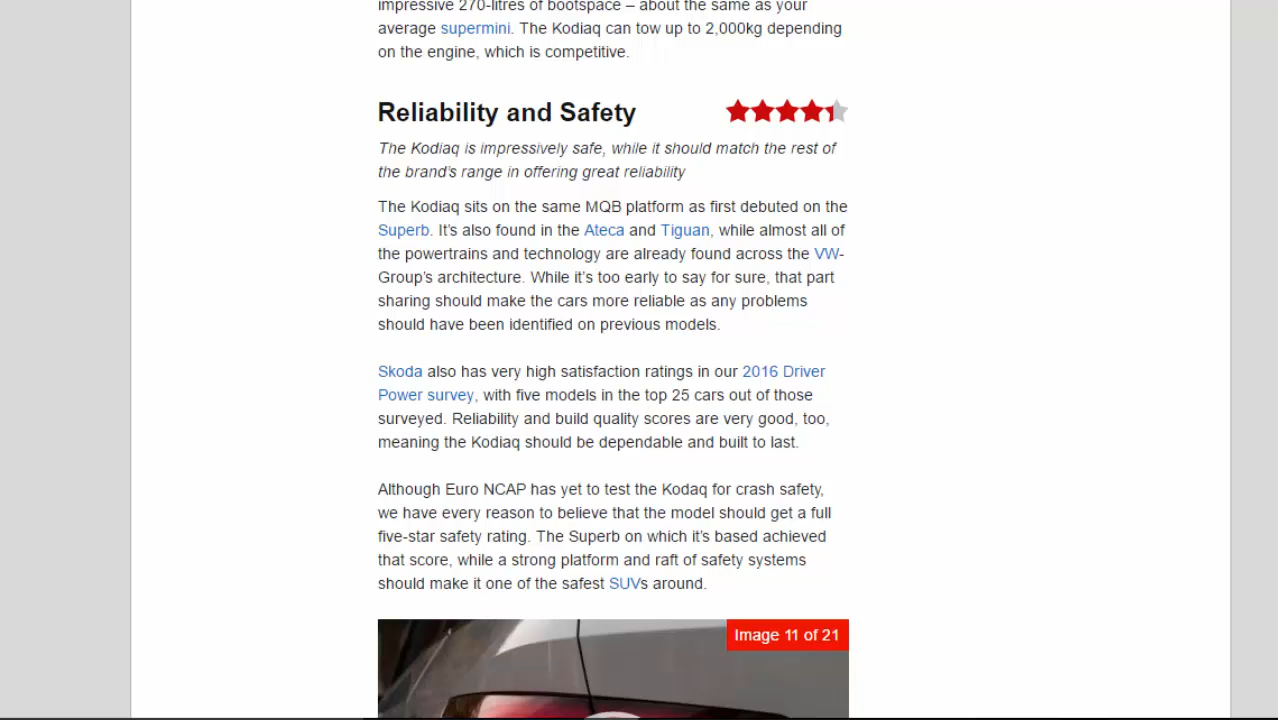 impressive 270-litres of bootspace – about the same as your
average supermini. The Kodiaq can tow up to 2,000kg depending
on the engine, which is competitive.
Reliability and Safety
The Kodiaq is impressively safe, while it should match the rest of
the brand's range in offering great reliability
The Kodiaq sits on the same MQB platform as first debuted on the
Superb. It's also found in the Ateca and Tiguan, while almost all of
the powertrains and technology are already found across the VW-
Group's architecture. While it's too early to say for sure, that part
sharing should make the cars more reliable as any problems
should have been identified on previous models.
Skoda also has very high satisfaction ratings in our 2016 Driver
Power survey, with five models in the top 25 cars out of those
surveyed. Reliability and build quality scores are very good, too,
meaning the Kodiaq should be dependable and built to last.
Although Euro NCAP has yet to test the Kodaq for crash safety,
we have every reason to believe that the model should get a full
five-star safety rating. The Superb on which it's based achieved
that score, while a strong platform and raft of safety systems
should make it one of the safest SUVs around.
Image 11 of 21